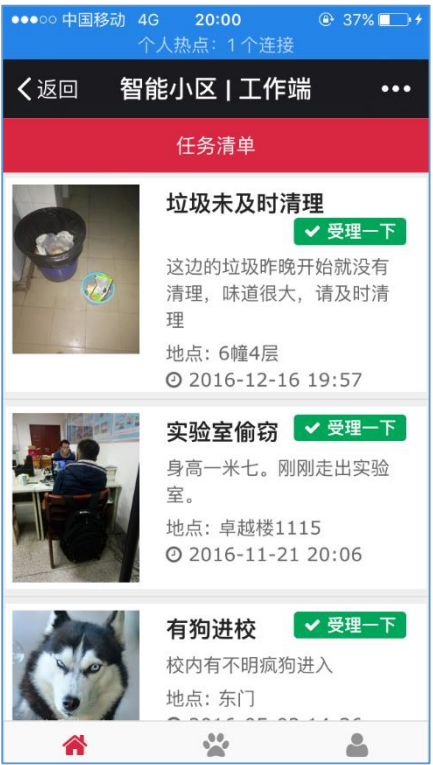 中国移动 4G 20:00 37%
个人热点：1 个连接
返回 智能小区 | 工作端
任务清单
垃圾未及时清理
受理一下
这边的垃圾昨晚开始就没有
清理，味道很大，请及时清
理
地点：6幢4层
2016-12-16 19:57
实验室偷窃 受理一下
身高一米七。刚刚走出实验
室。
地点：卓越楼1115
2016-11-21 20:06
有狗进校 受理一下
校内有不明疯狗进入
地点：东门